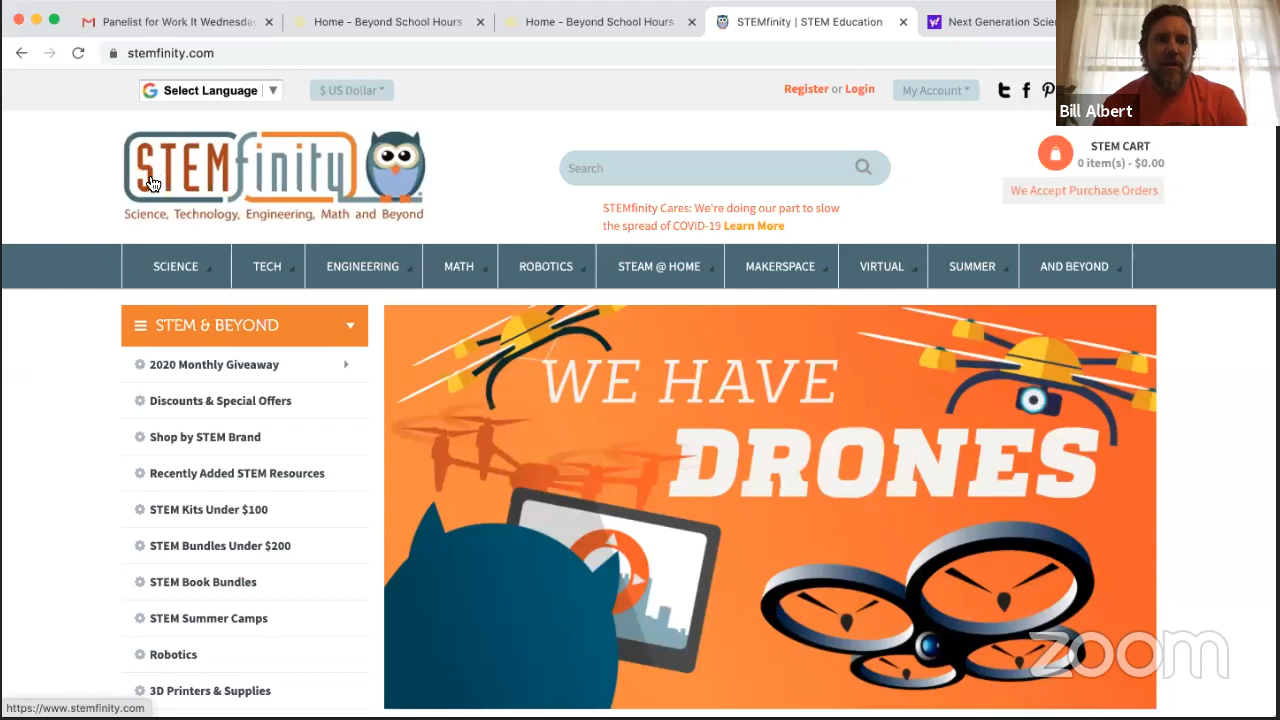 Panelist for Work It Wednesday
Home - Beyond School Hours
Home - Beyond School Hours
STEMfinity | STEM Education
Next Generation Scie
stemfinity.com
Select Language
$ US Dollar
Register or Login
My Account
Bill Albert
STEMfinity
Science, Technology, Engineering, Math and Beyond
Search
STEMfinity Cares: We're doing our part to slow
the spread of COVID-19 Learn More
STEM CART
0 item(s) - $0.00
We Accept Purchase Orders
SCIENCE
TECH
ENGINEERING
MATH
ROBOTICS
STEAM @ HOME
MAKERSPACE
VIRTUAL
SUMMER
AND BEYOND
STEM & BEYOND
2020 Monthly Giveaway
Discounts & Special Offers
Shop by STEM Brand
Recently Added STEM Resources
STEM Kits Under $100
STEM Bundles Under $200
STEM Book Bundles
STEM Summer Camps
Robotics
3D Printers & Supplies
WE HAVE
DRONES
zoom
https://www.stemfinity.com